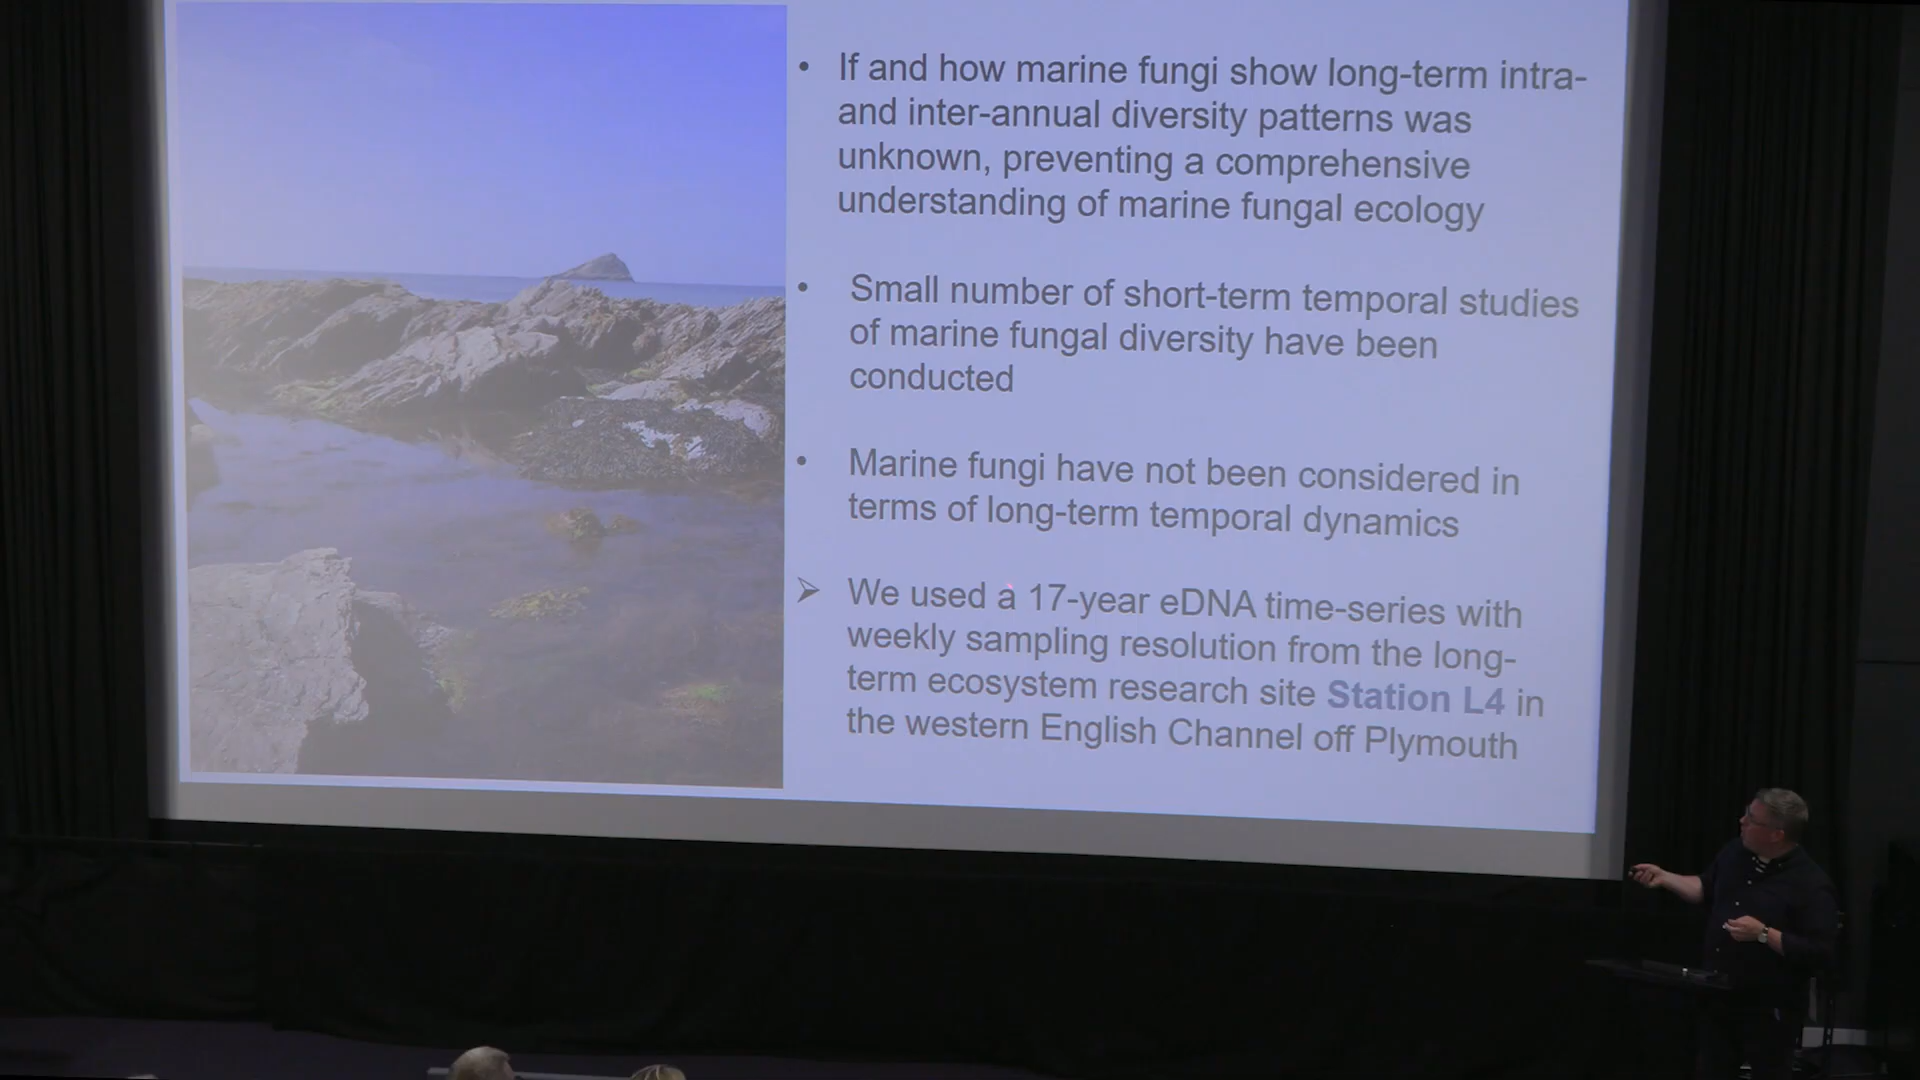 If and how marine fungi show long-term intra-
and inter-annual diversity patterns was
unknown, preventing a comprehensive
understanding of marine fungal ecology
Small number of short-term temporal studies
of marine fungal diversity have been
conducted
Marine fungi have not been considered in
terms of long-term temporal dynamics
We used a 17-year eDNA time-series with
weekly sampling resolution from the long-
term ecosystem research site Station L4 in
the western English Channel off Plymouth